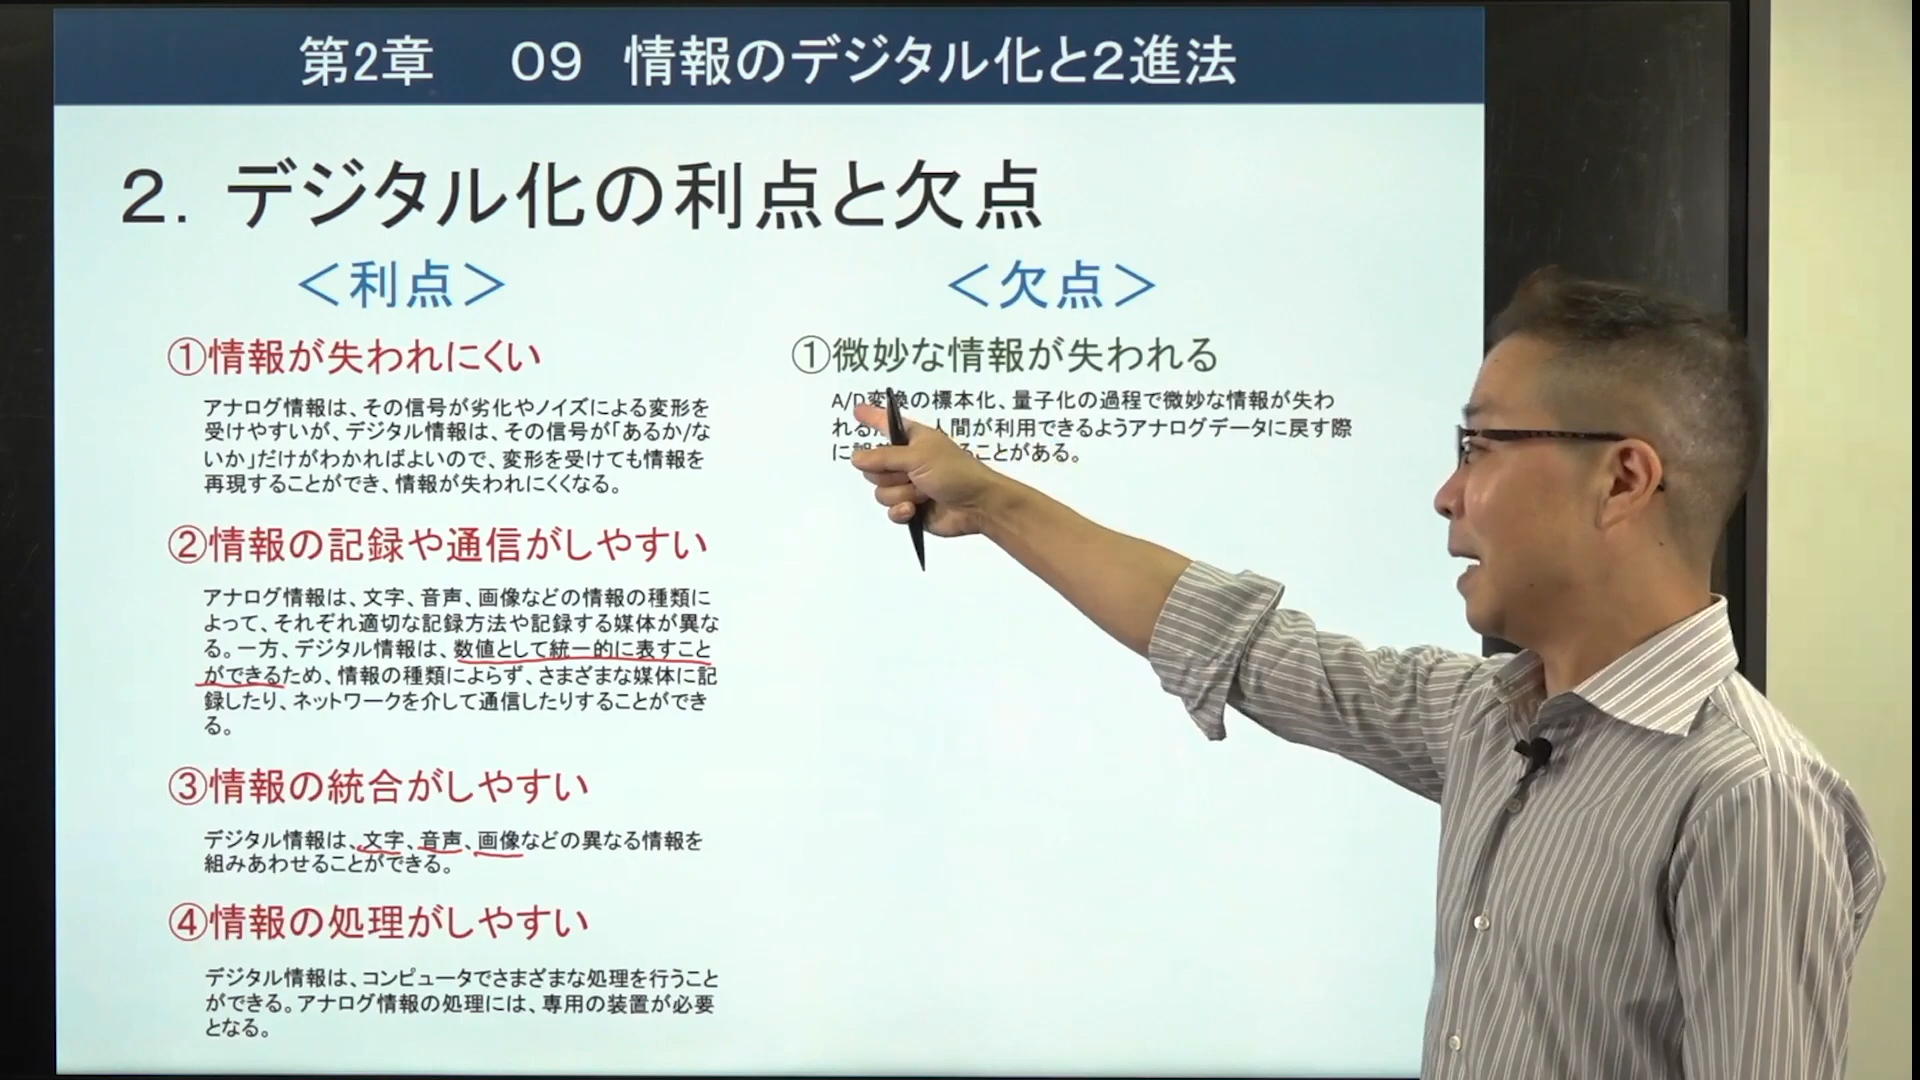 第2章 09 情報のデジタル化と2進法
2．デジタル化の利点と欠点
＜利点＞
①情報が失われにくい
アナログ情報は、その信号が劣化やノイズによる変形を
受けやすいが、デジタル情報は、その信号が「あるか/な
いか」だけがわかればよいので、変形を受けても情報を
再現することができ、情報が失われにくくなる。
②情報の記録や通信がしやすい
アナログ情報は、文字、音声、画像などの情報の種類に
よって、それぞれ適切な記録方法や記録する媒体が異な
る。一方、デジタル情報は、数値として統一的に表すこと
ができるため、情報の種類によらず、さまざまな媒体に記
録したり、ネットワークを介して通信したりすることができ
る。
③情報の統合がしやすい
デジタル情報は、文字、音声、画像などの異なる情報を
組みあわせることができる。
④情報の処理がしやすい
デジタル情報は、コンピュータでさまざまな処理を行うこと
ができる。アナログ情報の処理には、専用の装置が必要
となる。
＜欠点＞
①微妙な情報が失われる
A/D変換の標本化、量子化の過程で微妙な情報が失わ
れる 人間が利用できるようアナログデータに戻す際
に ることがある。